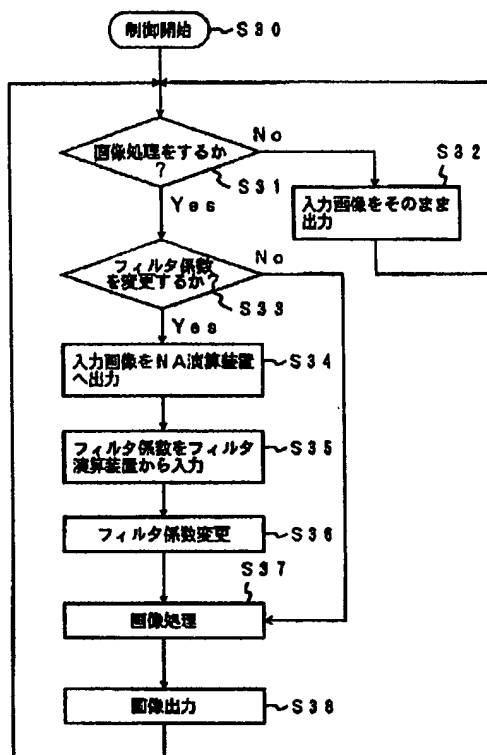 制御開始 S30
画像処理をするか
?
S31
No
Yes
S32
入力画像をそのまま
出力
フィルタ係数
を変更するか?
S33
No
Yes
入力画像をNA演算装置
へ出力
S34
フィルタ係数をフィルタ
演算装置から入力
S35
フィルタ係数変更
S36
S37
画像処理
画像出力
S38